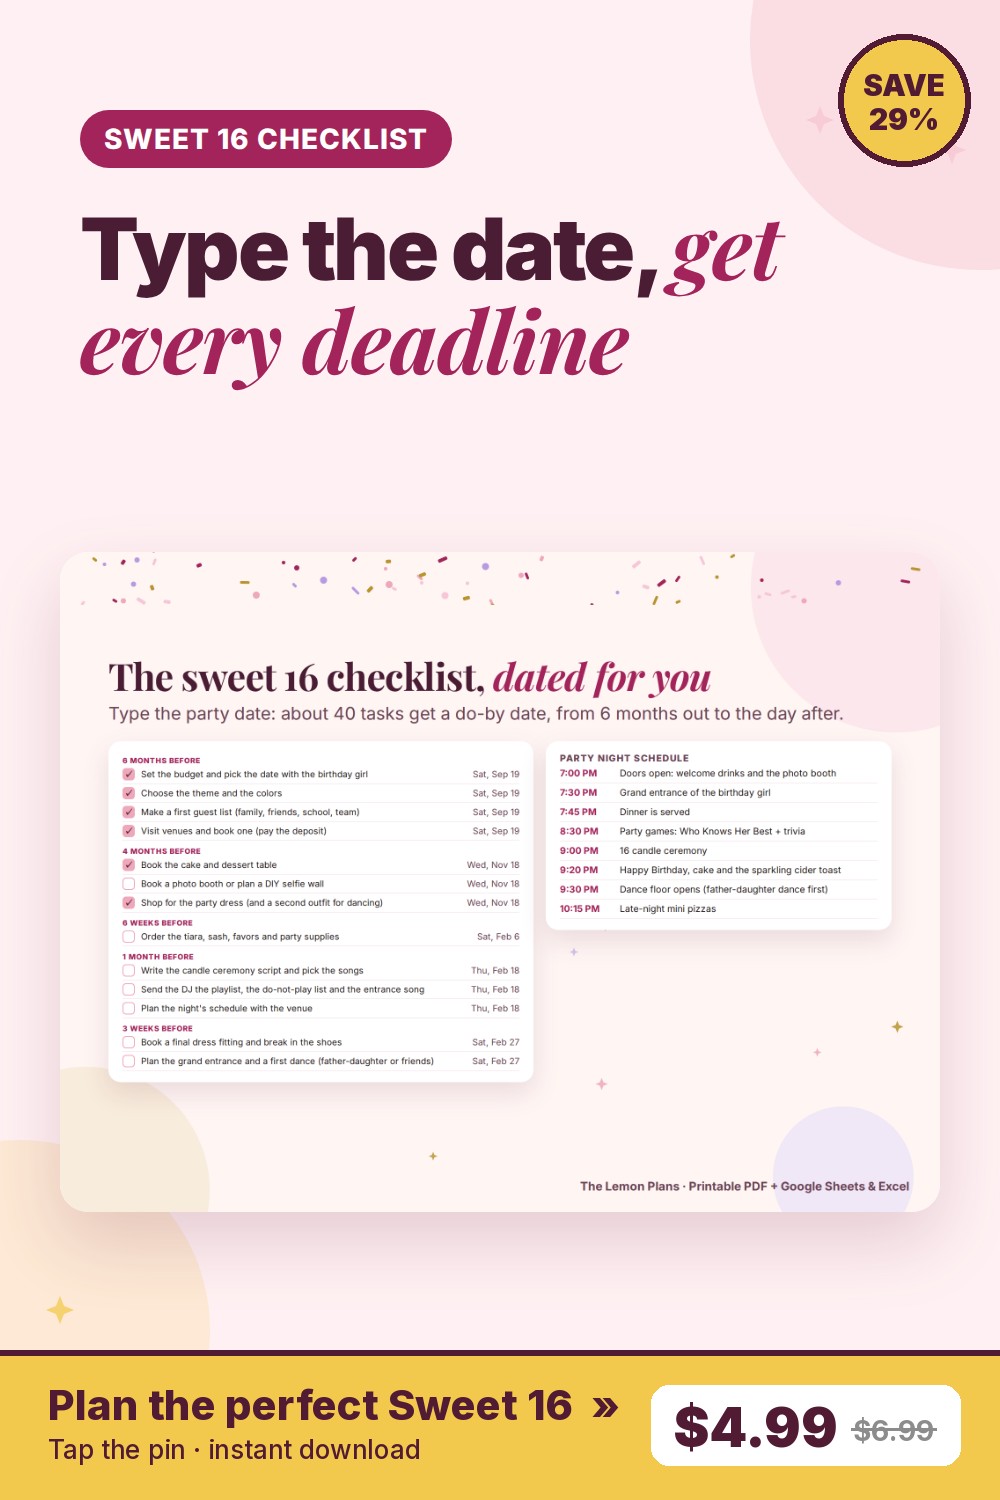 SAVE
29%
SWEET 16 CHECKLIST
Type the date, get
every deadline
The sweet 16 checklist, dated for you
Type the party date: about 40 tasks get a do-by date, from 6 months out to the day after.
6 MONTHS BEFORE
Set the budget and pick the date with the birthday girl Sat, Sep 19
Choose the theme and the colors Sat, Sep 19
Make a first guest list (family, friends, school, team) Sat, Sep 19
Visit venues and book one (pay the deposit) Sat, Sep 19
4 MONTHS BEFORE
Book the cake and dessert table Wed, Nov 18
Book a photo booth or plan a DIY selfie wall Wed, Nov 18
Shop for the party dress (and a second outfit for dancing) Wed, Nov 18
6 WEEKS BEFORE
Order the tiara, sash, favors and party supplies Sat, Feb 6
1 MONTH BEFORE
Write the candle ceremony script and pick the songs Thu, Feb 18
Send the DJ the playlist, the do-not-play list and the entrance song Thu, Feb 18
Plan the night's schedule with the venue Thu, Feb 18
3 WEEKS BEFORE
Book a final dress fitting and break in the shoes Sat, Feb 27
Plan the grand entrance and a first dance (father-daughter or friends) Sat, Feb 27
PARTY NIGHT SCHEDULE
7:00 PM Doors open: welcome drinks and the photo booth
7:30 PM Grand entrance of the birthday girl
7:45 PM Dinner is served
8:30 PM Party games: Who Knows Her Best + trivia
9:00 PM 16 candle ceremony
9:20 PM Happy Birthday, cake and the sparkling cider toast
9:30 PM Dance floor opens (father-daughter dance first)
10:15 PM Late-night mini pizzas
The Lemon Plans · Printable PDF + Google Sheets & Excel
Plan the perfect Sweet 16 »
Tap the pin · instant download
$4.99 $6.99